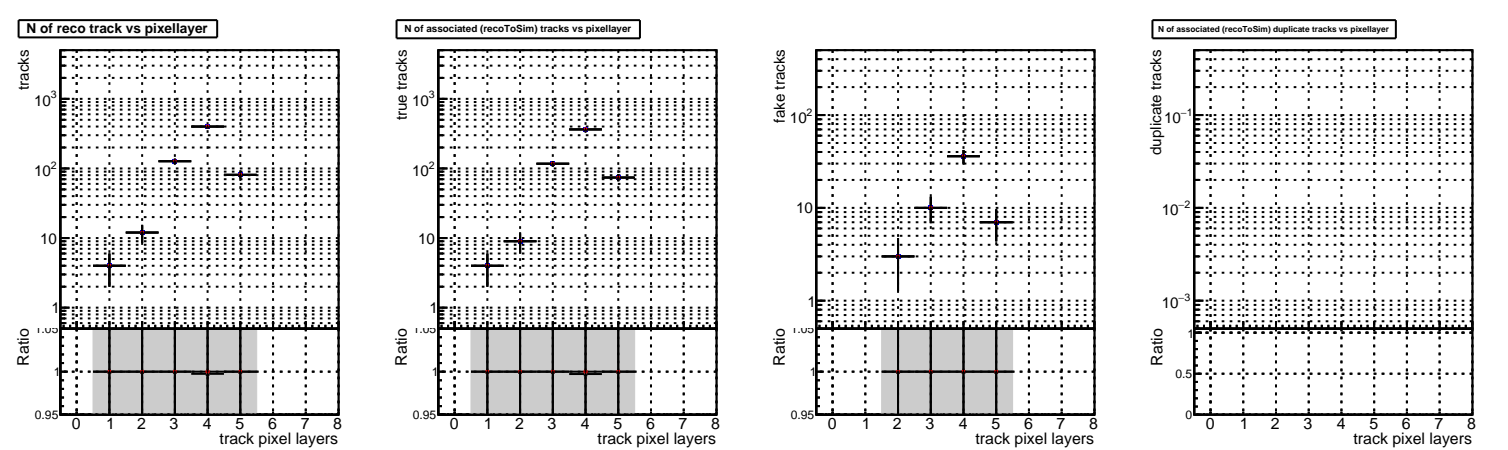 N of reco track vs pixellayer
tracks
10³
10²
10
1
1.05
Ratio
1
0.95
0 1 2 3 4 5 6 7 8
track pixel layers
N of associated (recoToSim) tracks vs pixellayer
true tracks
10³
10²
10
1
1.05
Ratio
1
0.95
0 1 2 3 4 5 6 7 8
track pixel layers
fake tracks
10²
10
1
1.05
Ratio
1
0.95
0 1 2 3 4 5 6 7 8
track pixel layers
N of associated (recoToSim) duplicate tracks vs pixellayer
duplicate tracks
10⁻¹
10⁻²
10⁻³
Ratio
1
0.5
0
0 1 2 3 4 5 6 7 8
track pixel layers